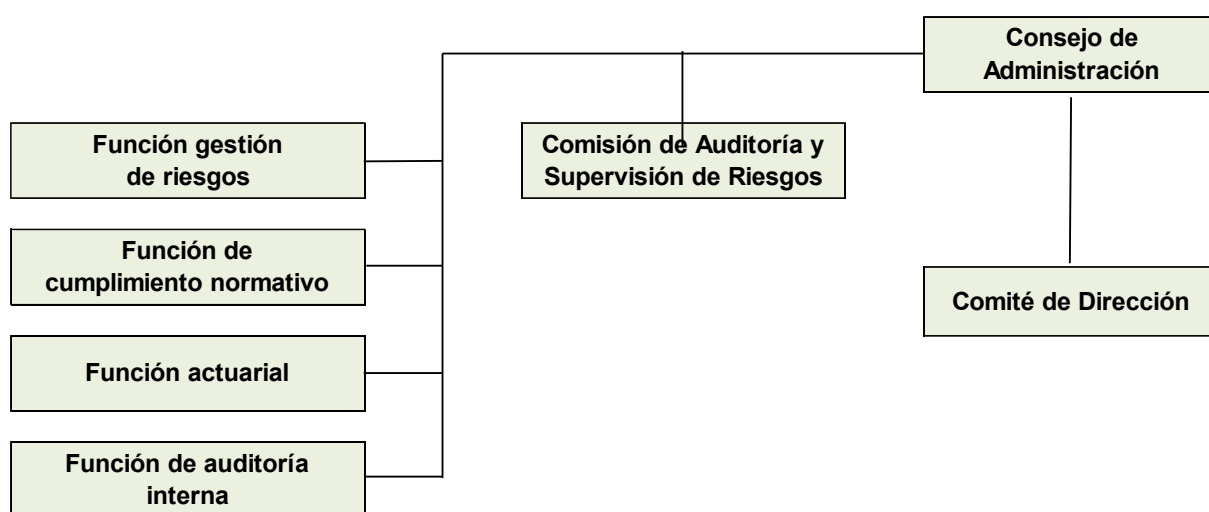 Consejo de
Administración
Función gestión
de riesgos
Comisión de Auditoría y
Supervisión de Riesgos
Función de
cumplimiento normativo
Comité de Dirección
Función actuarial
Función de auditoría
interna